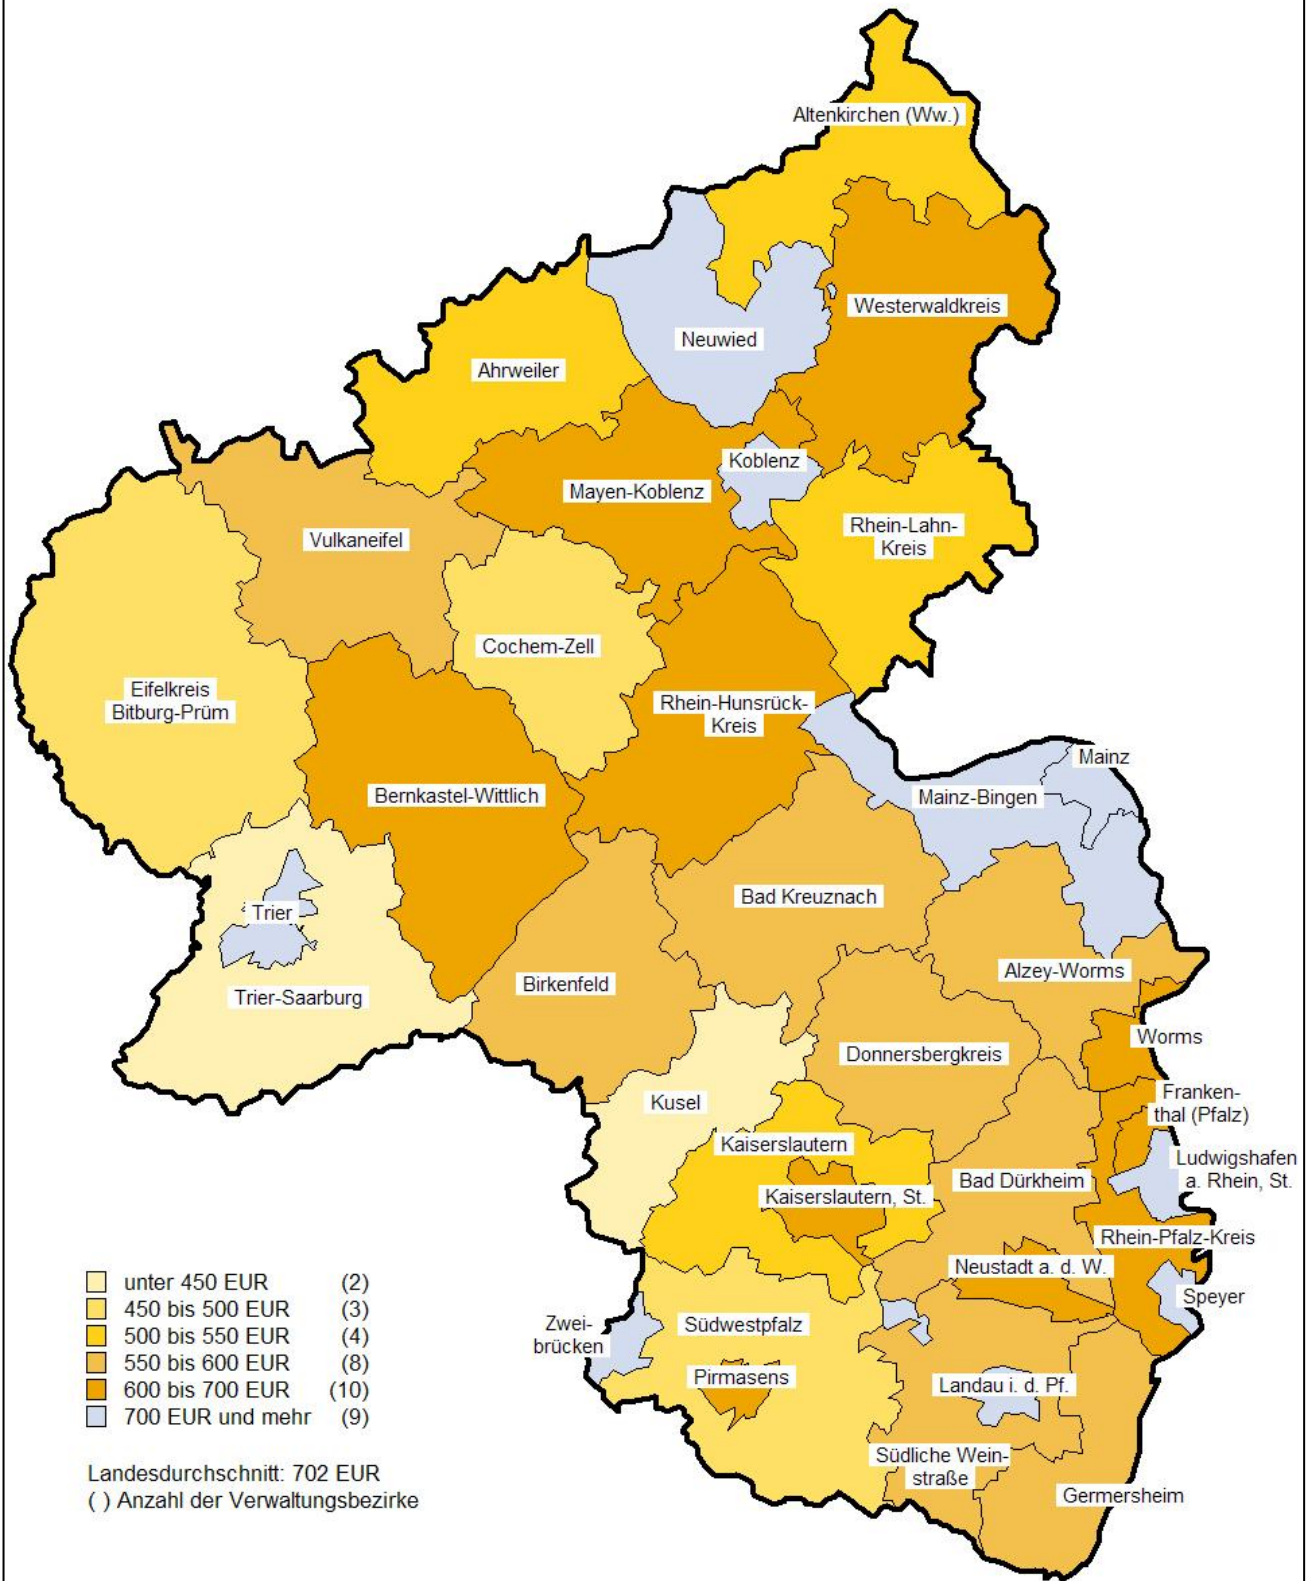 Altenkirchen (Ww.)
Westerwaldkreis
Neuwied
Ahrweiler
Koblenz
Mayen-Koblenz
Rhein-Lahn-
Kreis
Vulkaneifel
Cochem-Zell
Eifelkreis
Bitburg-Prüm
Rhein-Hunsrück-
Kreis
Mainz
Bernkastel-Wittlich
Mainz-Bingen
Bad Kreuznach
Trier
Alzey-Worms
Birkenfeld
Trier-Saarburg
Worms
Donnersbergkreis
Kusel
Franken-
thal (Pfalz)
Kaiserslautern
Ludwigshafen
a. Rhein, St.
Bad Dürkheim
Kaiserslautern, St.
Rhein-Pfalz-Kreis
Neustadt a. d. W.
Speyer
Zwei-
brücken
Südwestpfalz
Pirmasens
Landau i. d. Pf.
Südliche Wein-
straße
Germersheim
unter 450 EUR (2)
450 bis 500 EUR (3)
500 bis 550 EUR (4)
550 bis 600 EUR (8)
600 bis 700 EUR (10)
700 EUR und mehr (9)
Landesdurchschnitt: 702 EUR
( ) Anzahl der Verwaltungsbezirke